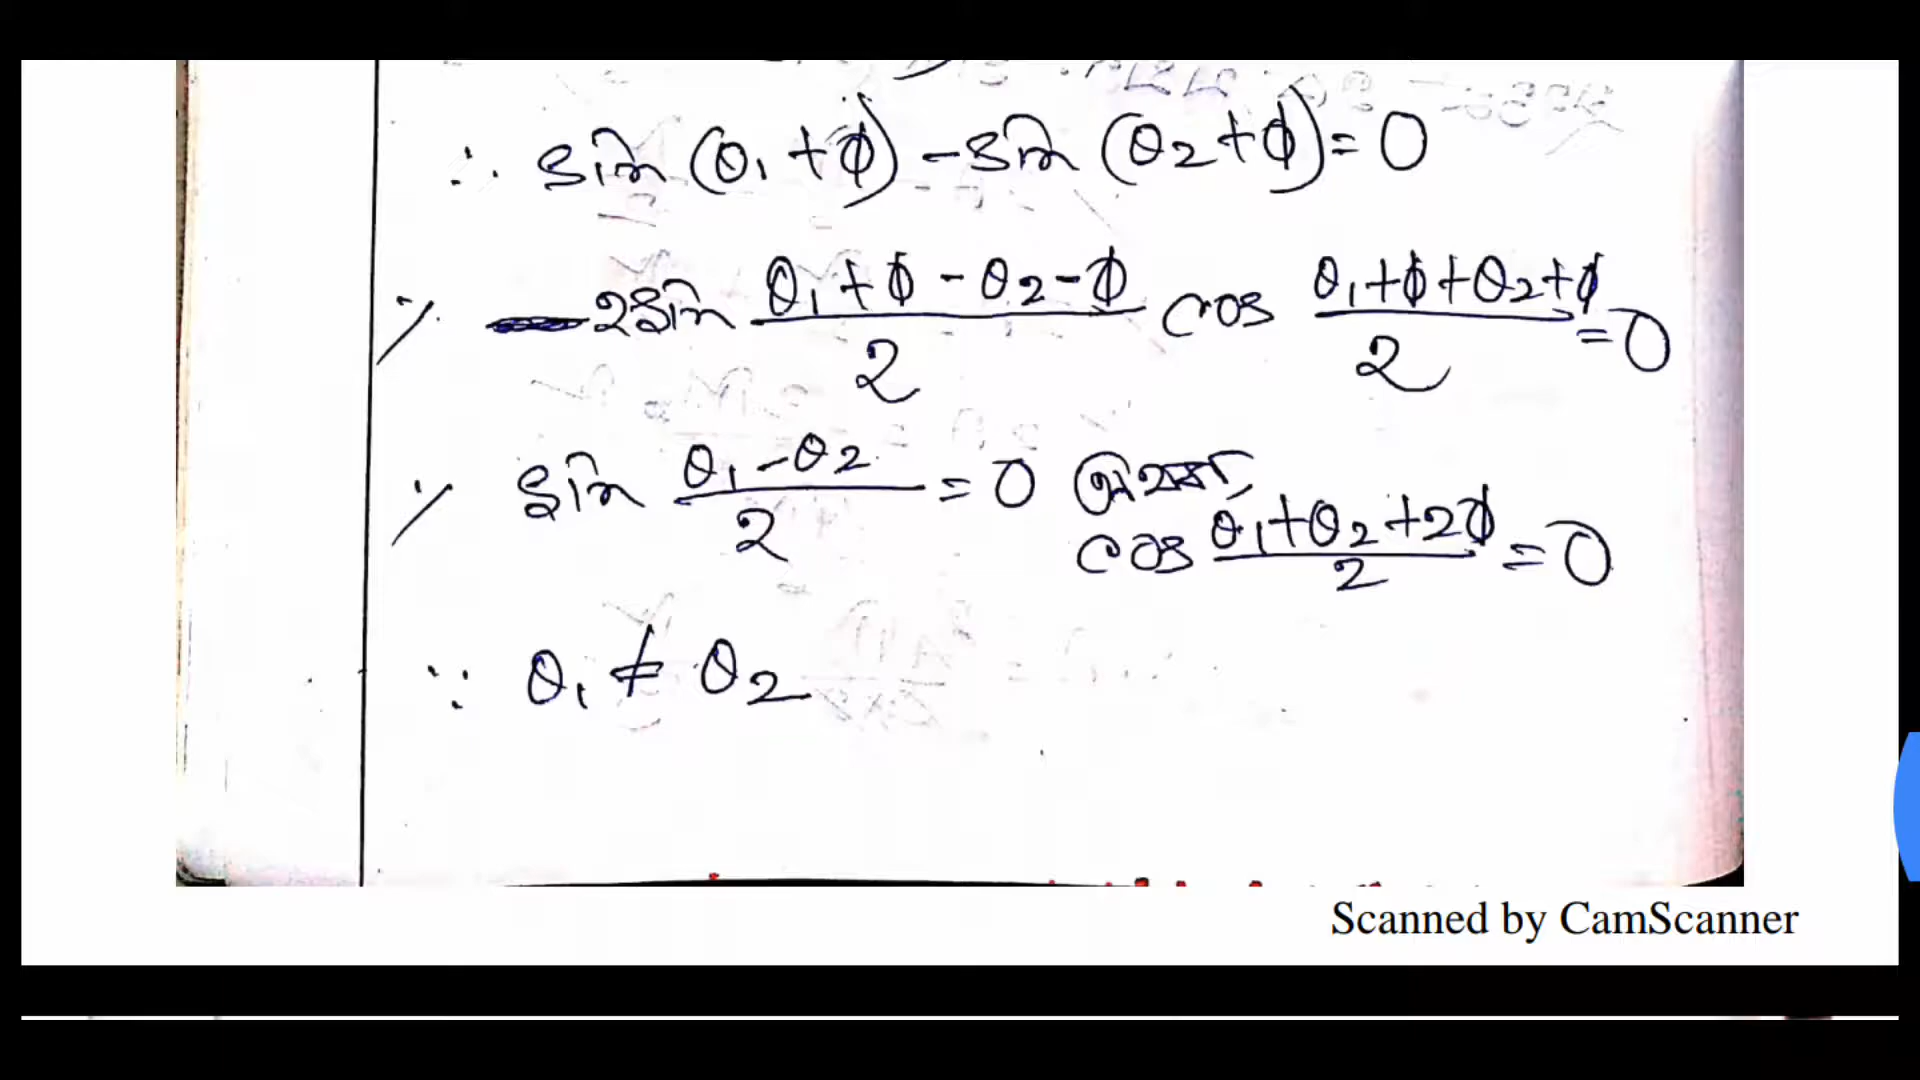 ∴ sin (θ₁ + φ) – sin (θ₂ + φ) = 0
বা, 2 sin (θ₁ + φ - θ₂ - φ)/2 cos (θ₁ + φ + θ₂ + φ)/2 = 0
বা, sin (θ₁ - θ₂)/2 = 0 অথবা,
cos (θ₁ + θ₂ + 2φ)/2 = 0
∵ θ₁ ≠ θ₂
Scanned by CamScanner